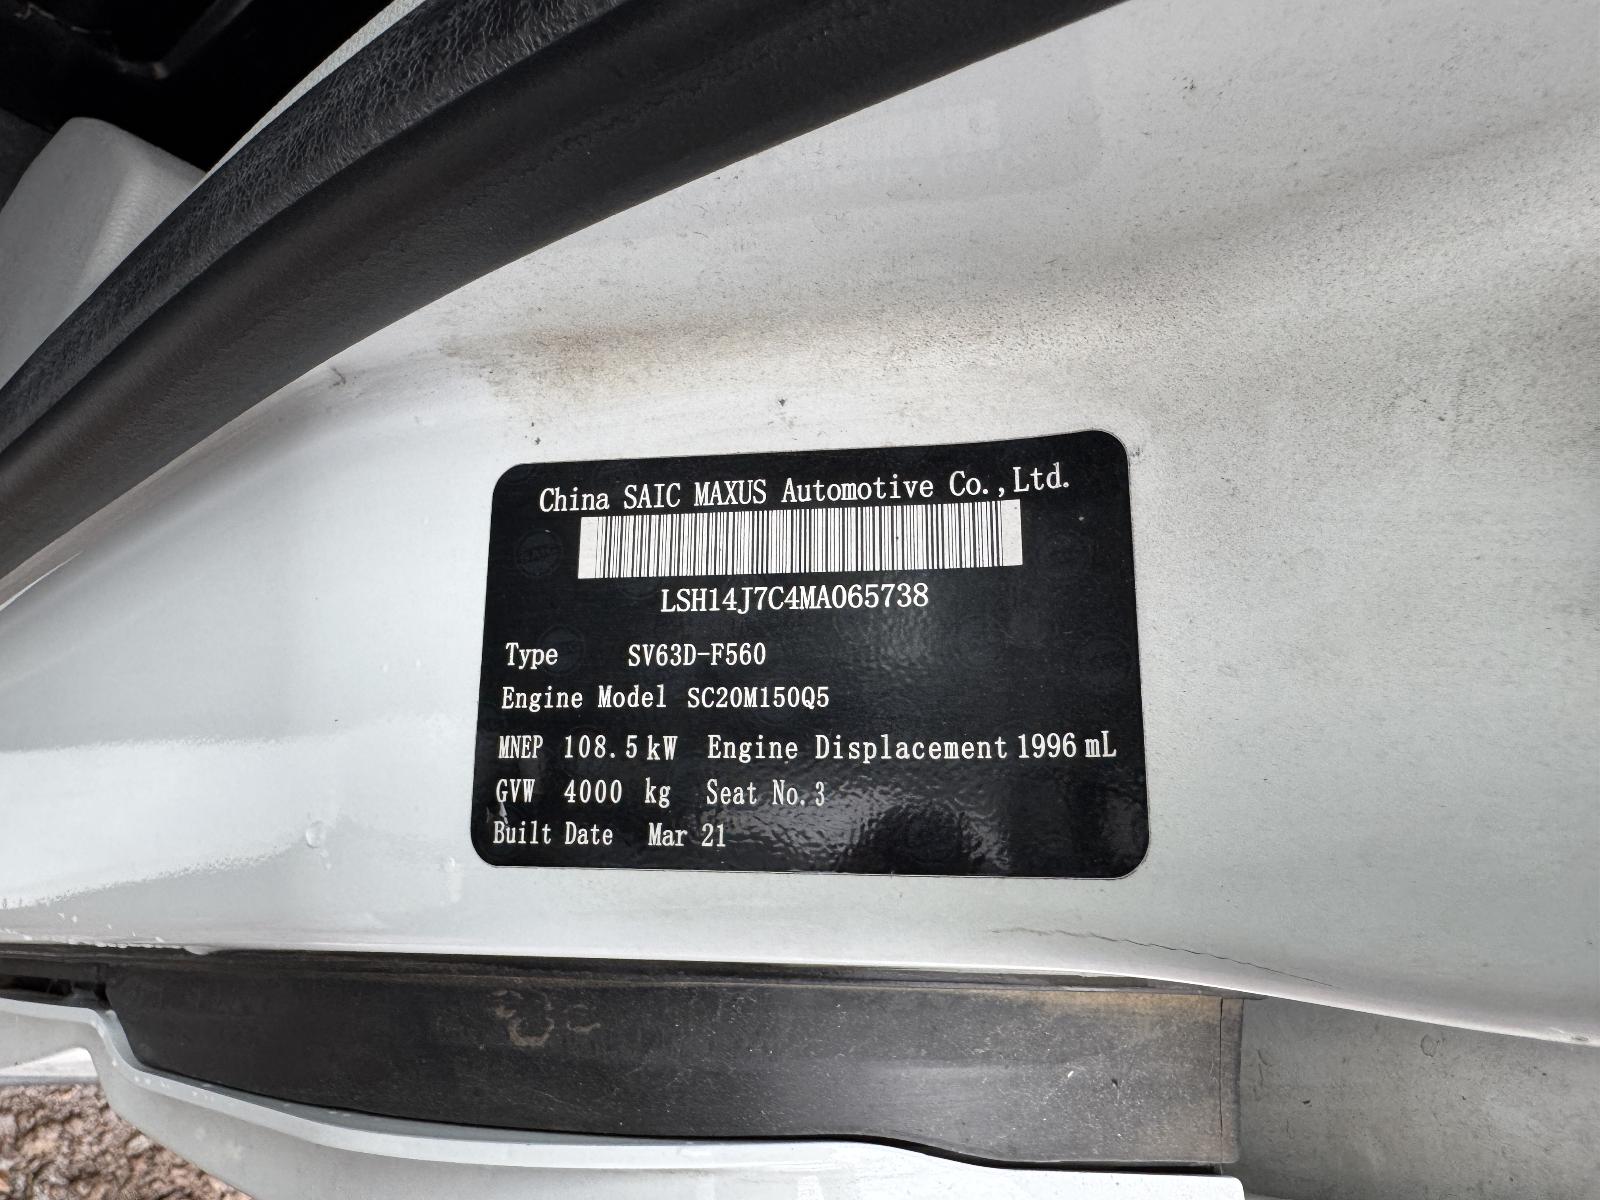 China SAIC MAXUS Automotive Co.,Ltd.
LSH14J7C4MA065738
Type SV63D-F560
Engine Model SC20M150Q5
MNEP 108.5 kW Engine Displacement 1996 mL
GVW 4000 kg Seat No.3
Built Date Mar 21